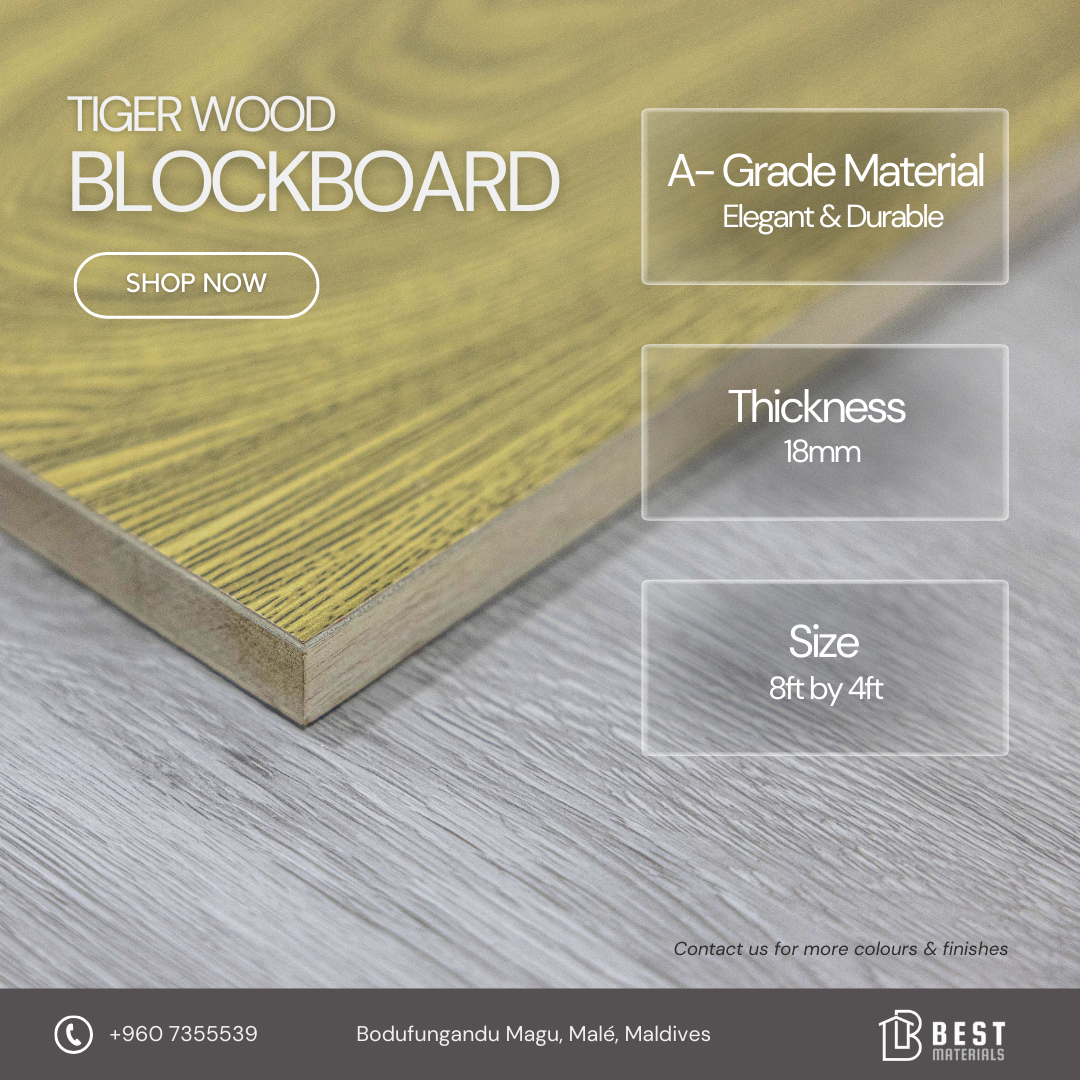 TIGER WOOD
BLOCKBOARD
SHOP NOW
A- Grade Material
Elegant & Durable
Thickness
18mm
Size
8ft by 4ft
Contact us for more colours & finishes
+960 7355539
Bodufungandu Magu, Malé, Maldives
BEST
MATERIALS